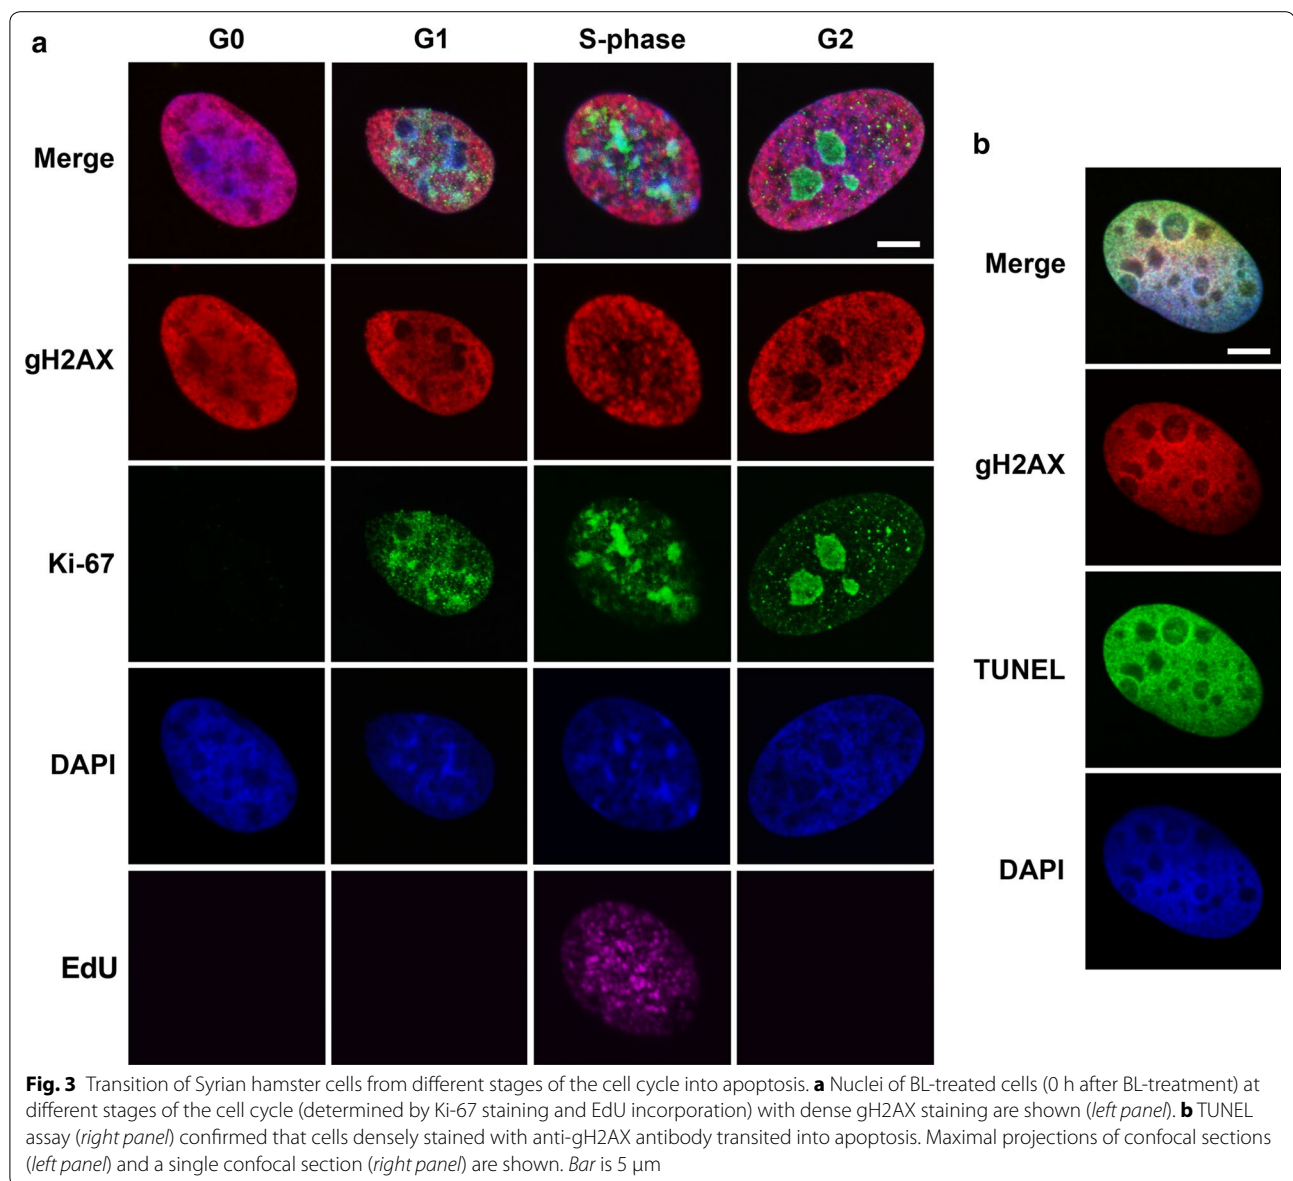 a
G0 G1 S-phase G2
Merge
gH2AX
Ki-67
DAPI
EdU
b
Merge
gH2AX
TUNEL
DAPI
Fig. 3 Transition of Syrian hamster cells from different stages of the cell cycle into apoptosis. a Nuclei of BL-treated cells (0 h after BL-treatment) at
different stages of the cell cycle (determined by Ki-67 staining and EdU incorporation) with dense gH2AX staining are shown (left panel). b TUNEL
assay (right panel) confirmed that cells densely stained with anti-gH2AX antibody transited into apoptosis. Maximal projections of confocal sections
(left panel) and a single confocal section (right panel) are shown. Bar is 5 μm